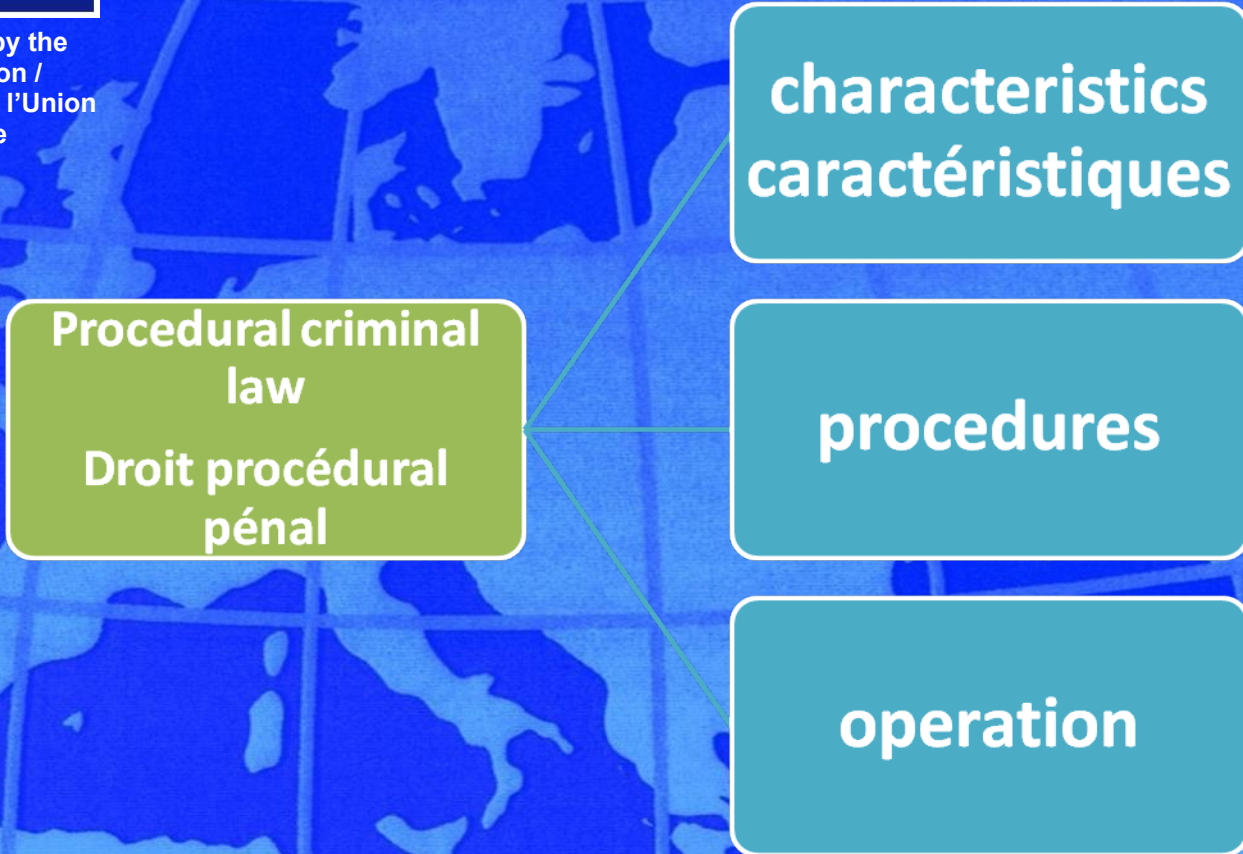 by the
on /
l'Union
e
characteristics
caractéristiques
Procedural criminal
law
Droit procédural
pénal
procedures
operation